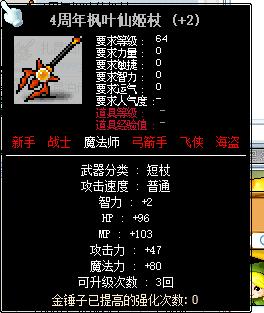 4周年枫叶仙姬杖 (+2)
要求等级: 64
要求力量: 0
要求敏捷: 0
要求智力: 0
要求运气: 0
要求人气度: -
道具等级: -
道具经验值: -
新手 战士 魔法师 弓箭手 飞侠 海盗
武器分类 : 短杖
攻击速度 : 普通
智力 : +2
HP : +96
MP : +103
攻击力 : +47
魔法力 : +80
可升级次数 : 3回
金锤子已提高的强化次数: 0